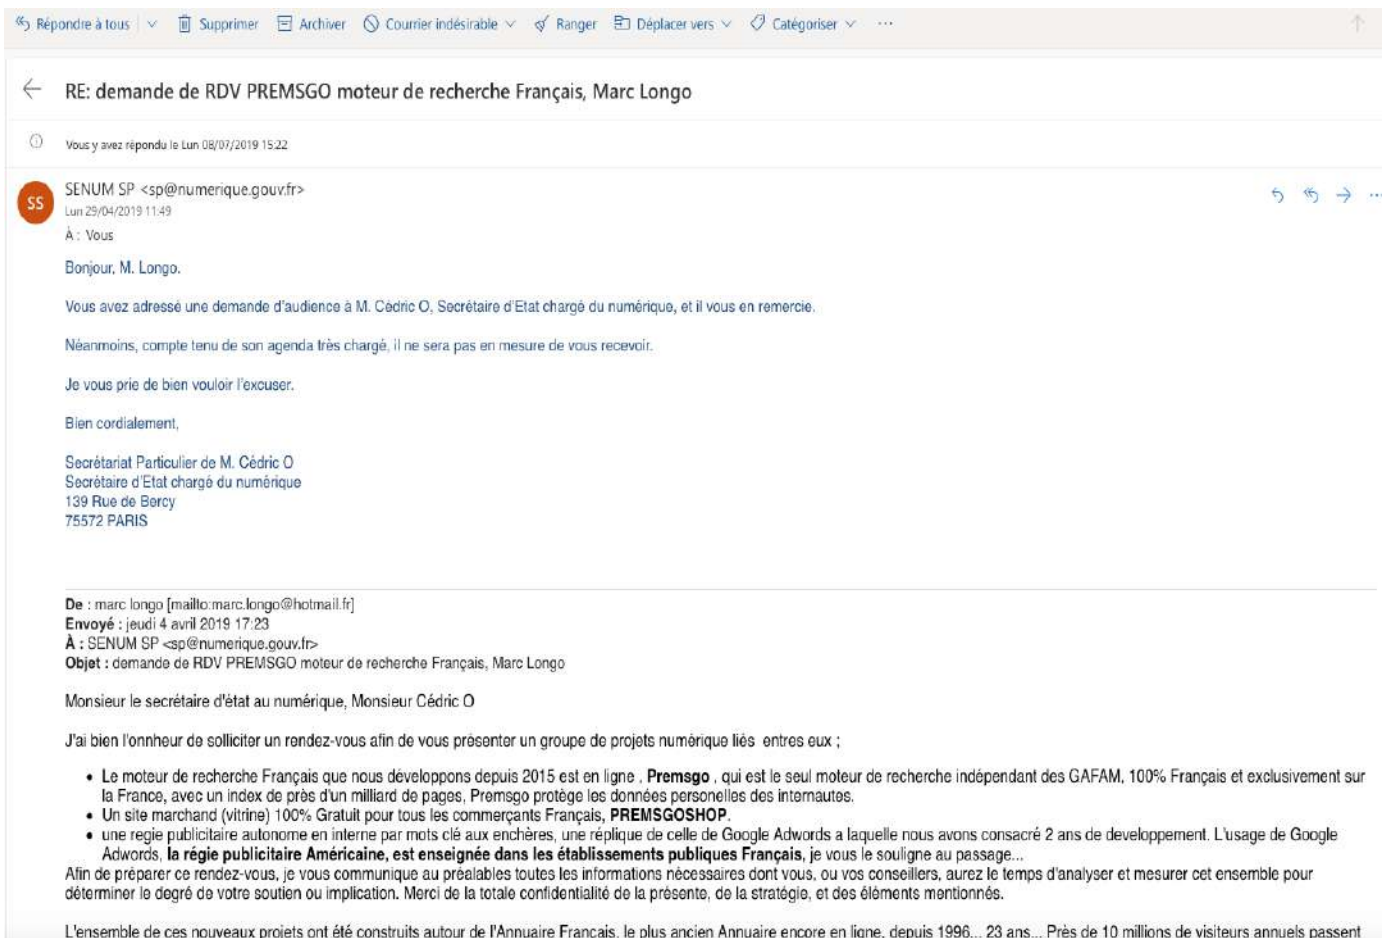 Répondre à tous Supprimer Archiver Courrier indésirable Ranger Déplacer vers Catégoriser ...
RE: demande de RDV PREMSGO moteur de recherche Français, Marc Longo
Vous y avez répondu le Lun 08/07/2019 15:22
SS
SENUM SP <sp@numerique.gouv.fr>
Lun 29/04/2019 11:49
À : Vous
Bonjour, M. Longo.
Vous avez adressé une demande d'audience à M. Cédric O, Secrétaire d'Etat chargé du numérique, et il vous en remercie.
Néanmoins, compte tenu de son agenda très chargé, il ne sera pas en mesure de vous recevoir.
Je vous prie de bien vouloir l'excuser.
Bien cordialement,
Secrétariat Particulier de M. Cédric O
Secrétaire d'Etat chargé du numérique
139 Rue de Bercy
75572 PARIS
De : marc longo [mailto:marc.longo@hotmail.fr]
Envoyé : jeudi 4 avril 2019 17:23
À : SENUM SP <sp@numerique.gouv.fr>
Objet : demande de RDV PREMSGO moteur de recherche Français, Marc Longo
Monsieur le secrétaire d'état au numérique, Monsieur Cédric O
J'ai bien l'onnheur de solliciter un rendez-vous afin de vous présenter un groupe de projets numérique liés entres eux ;
• Le moteur de recherche Français que nous développons depuis 2015 est en ligne , Premsgo , qui est le seul moteur de recherche indépendant des GAFAM, 100% Français et exclusivement sur
la France, avec un index de près d'un milliard de pages, Premsgo protège les données personelles des internautes.
• Un site marchand (vitrine) 100% Gratuit pour tous les commerçants Français, PREMSGOSHOP.
• une regie publicitaire autonome en interne par mots clé aux enchères, une réplique de celle de Google Adwords a laquelle nous avons consacré 2 ans de developpement. L'usage de Google
Adwords, la régie publicitaire Américaine, est enseignée dans les établissements publiques Français, je vous le souligne au passage...
Afin de préparer ce rendez-vous, je vous communique au préalables toutes les informations nécessaires dont vous, ou vos conseillers, aurez le temps d'analyser et mesurer cet ensemble pour
déterminer le degré de votre soutien ou implication. Merci de la totale confidentialité de la présente, de la stratégie, et des éléments mentionnés.
L'ensemble de ces nouveaux projets ont été construits autour de l'Annuaire Français, le plus ancien Annuaire encore en ligne, depuis 1996... 23 ans... Près de 10 millions de visiteurs annuels passent